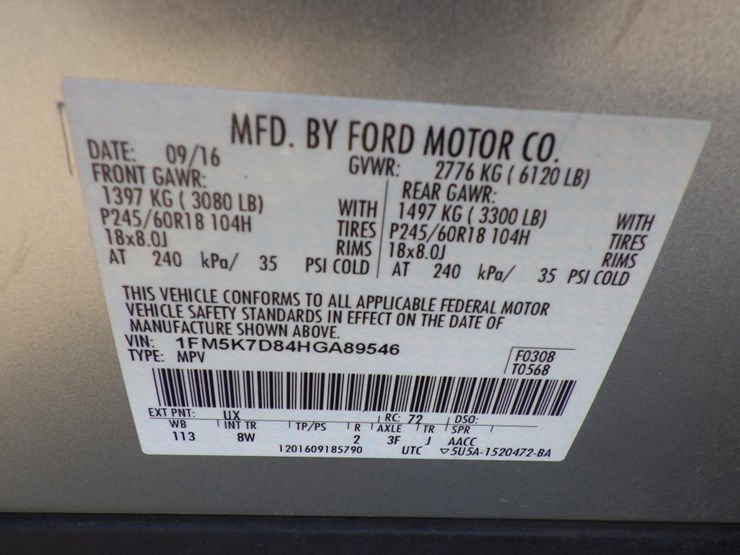 MFD. BY FORD MOTOR CO.
DATE: 09/16 GVWR: 2776 KG ( 6120 LB)
FRONT GAWR: REAR GAWR:
1397 KG ( 3080 LB) WITH 1497 KG ( 3300 LB) WITH
P245/60R18 104H TIRES P245/60R18 104H TIRES
18x8.0J RIMS 18x8.0J RIMS
AT 240 kPa/ 35 PSI COLD AT 240 kPa/ 35 PSI COLD
THIS VEHICLE CONFORMS TO ALL APPLICABLE FEDERAL MOTOR
VEHICLE SAFETY STANDARDS IN EFFECT ON THE DATE OF
MANUFACTURE SHOWN ABOVE.
VIN: 1FM5K7D84HGA89546 F0308
TYPE: MPV T0568
EXT PNT: UX RC: 72 DSO:
WB INT TR TP/PS R AXLE TR SPR
113 8W 2 3F J AACC
1201609185790 UTC ▽5U5A-1520472-BA